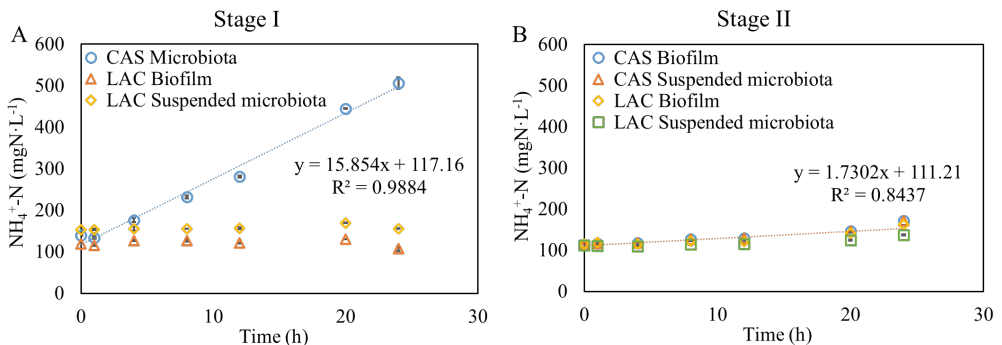 Stage I
A
600
500
400
300
200
100
0
NH₄⁺-N (mgN·L⁻¹)
CAS Microbiota
LAC Biofilm
LAC Suspended microbiota
y = 15.854x + 117.16
R² = 0.9884
0 10 20 30
Time (h)
Stage II
B
600
500
400
300
200
100
0
NH₄⁺-N (mgN·L⁻¹)
CAS Biofilm
CAS Suspended microbiota
LAC Biofilm
LAC Suspended microbiota
y = 1.7302x + 111.21
R² = 0.8437
0 10 20 30
Time (h)